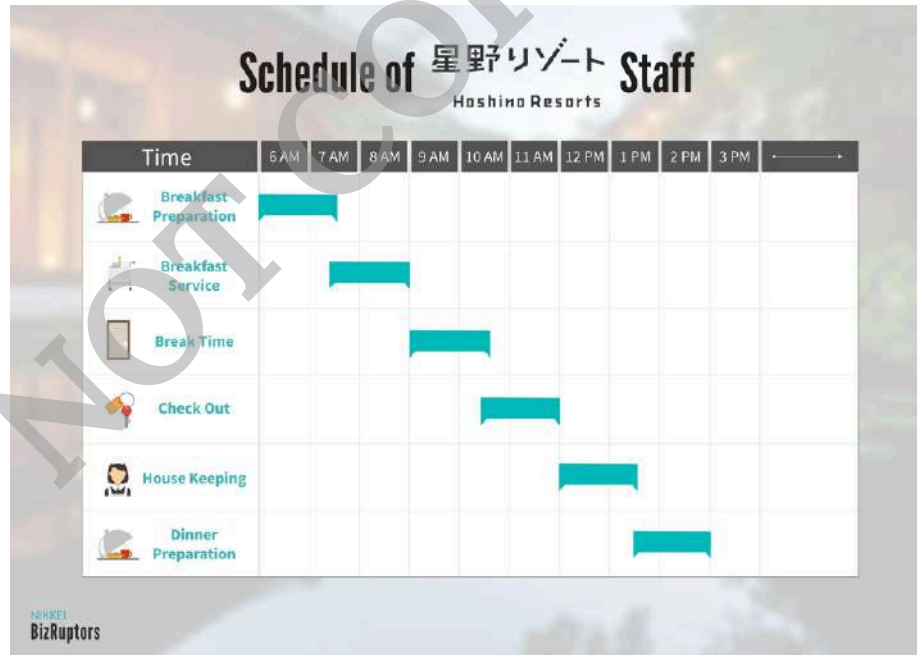 Schedule of 星野リゾート Staff
Hoshino Resorts
Time 6 AM 7 AM 8 AM 9 AM 10 AM 11 AM 12 PM 1 PM 2 PM 3 PM
Breakfast
Preparation
Breakfast
Service
Break Time
Check Out
House Keeping
Dinner
Preparation
NIKKEI
BizRuptors
NOT CO